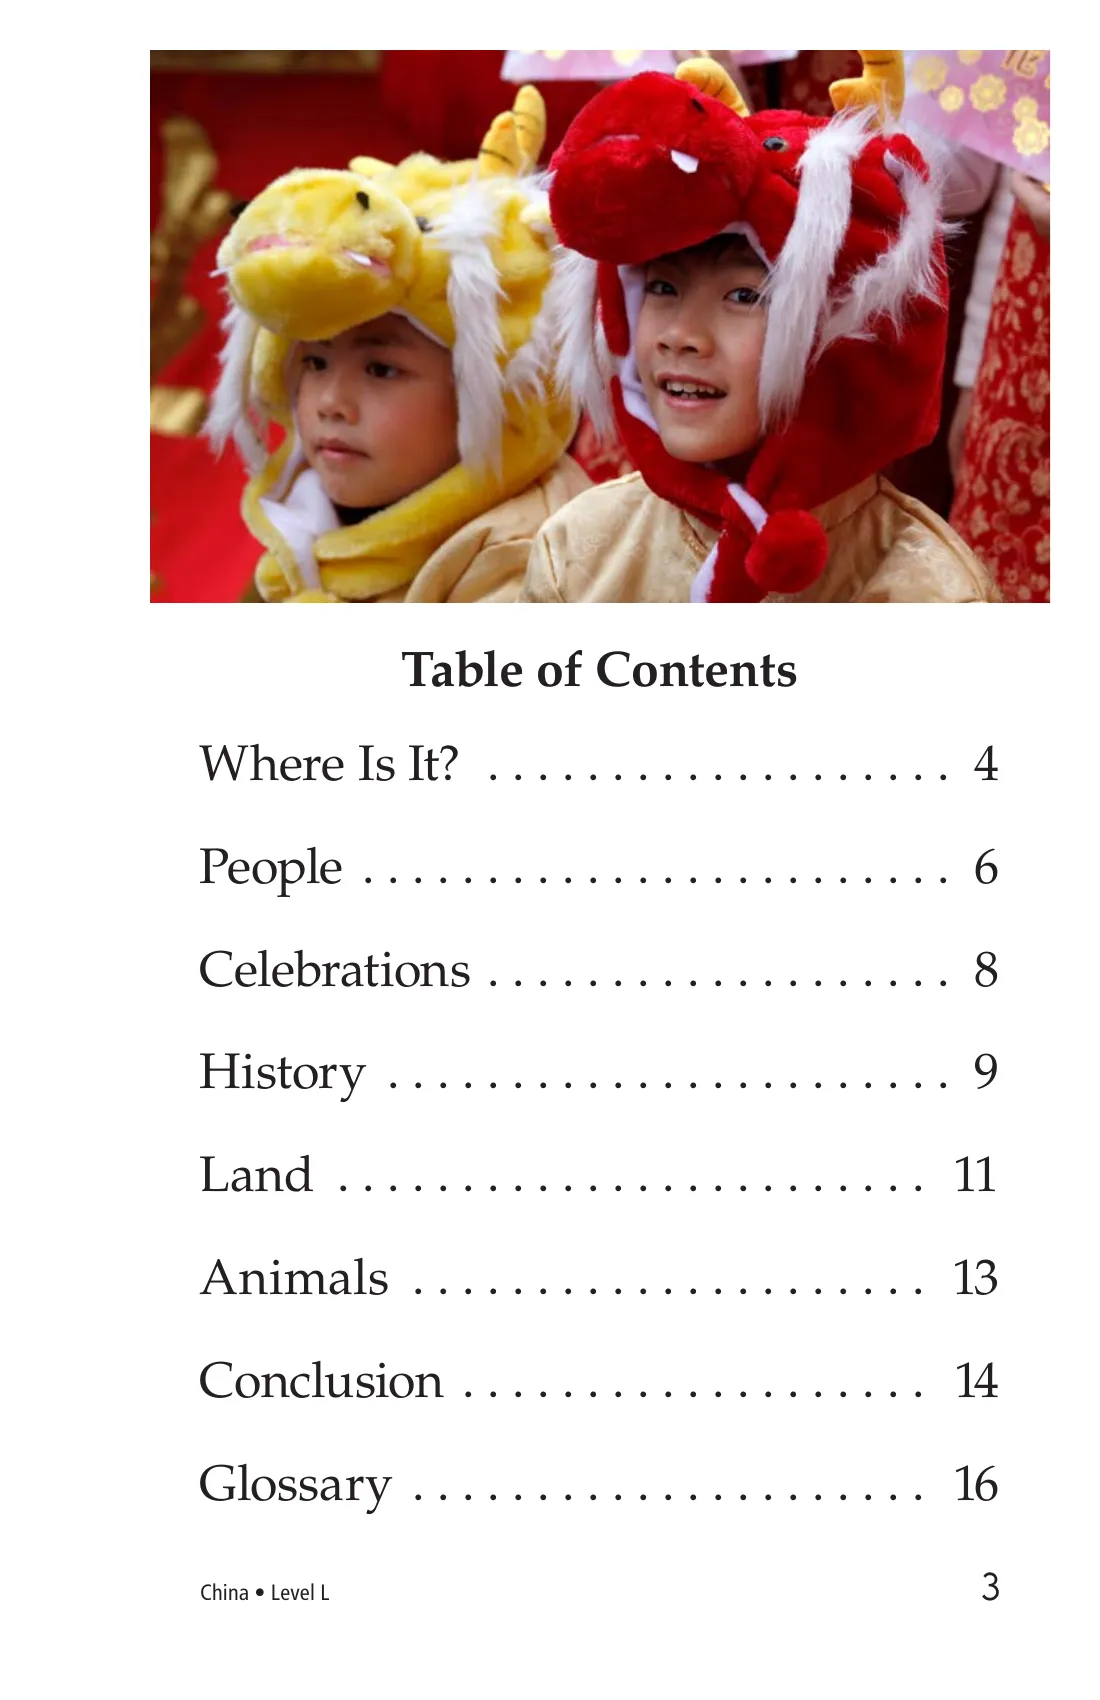 Table of Contents
Where Is It? . . . . . . . . . . . . . . . . . . . 4
People . . . . . . . . . . . . . . . . . . . . . . . . 6
Celebrations . . . . . . . . . . . . . . . . . . . 8
History . . . . . . . . . . . . . . . . . . . . . . . 9
Land . . . . . . . . . . . . . . . . . . . . . . . . 11
Animals . . . . . . . . . . . . . . . . . . . . . 13
Conclusion . . . . . . . . . . . . . . . . . . . 14
Glossary . . . . . . . . . . . . . . . . . . . . . 16
China • Level L 3